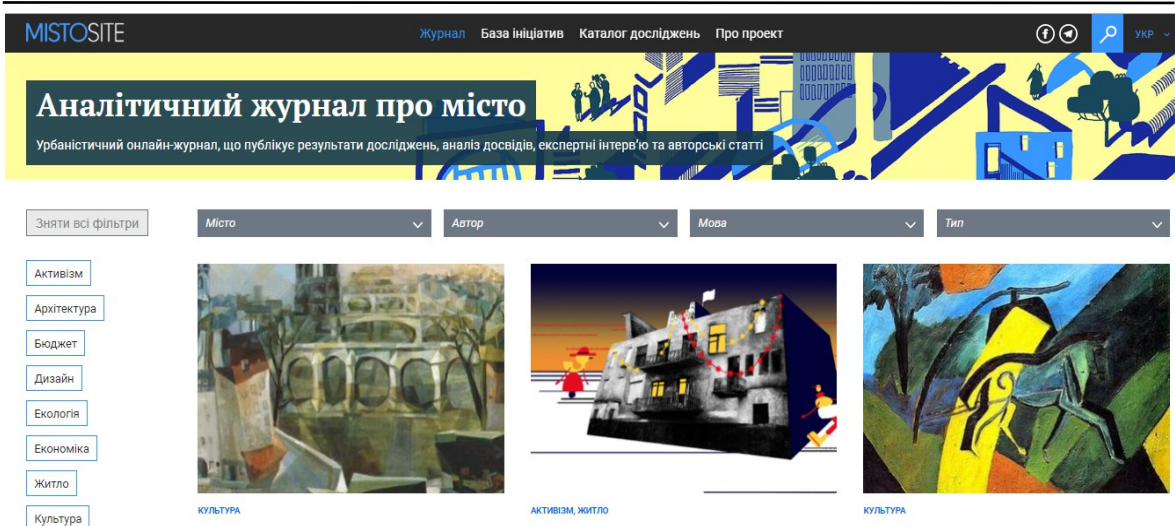 MISTOSITE
Журнал База ініціатив Каталог досліджень Про проект
УКР
Аналітичний журнал про місто
Урбаністичний онлайн-журнал, що публікує результати досліджень, аналіз досвідів, експертні інтерв'ю та авторські статті
Зняти всі фільтри
Місто Автор Мова Тип
Активізм
Архітектура
Бюджет
Дизайн
Екологія
Економіка
Житло
Культура
КУЛЬТУРА АКТИВІЗМ, ЖИТЛО КУЛЬТУРА